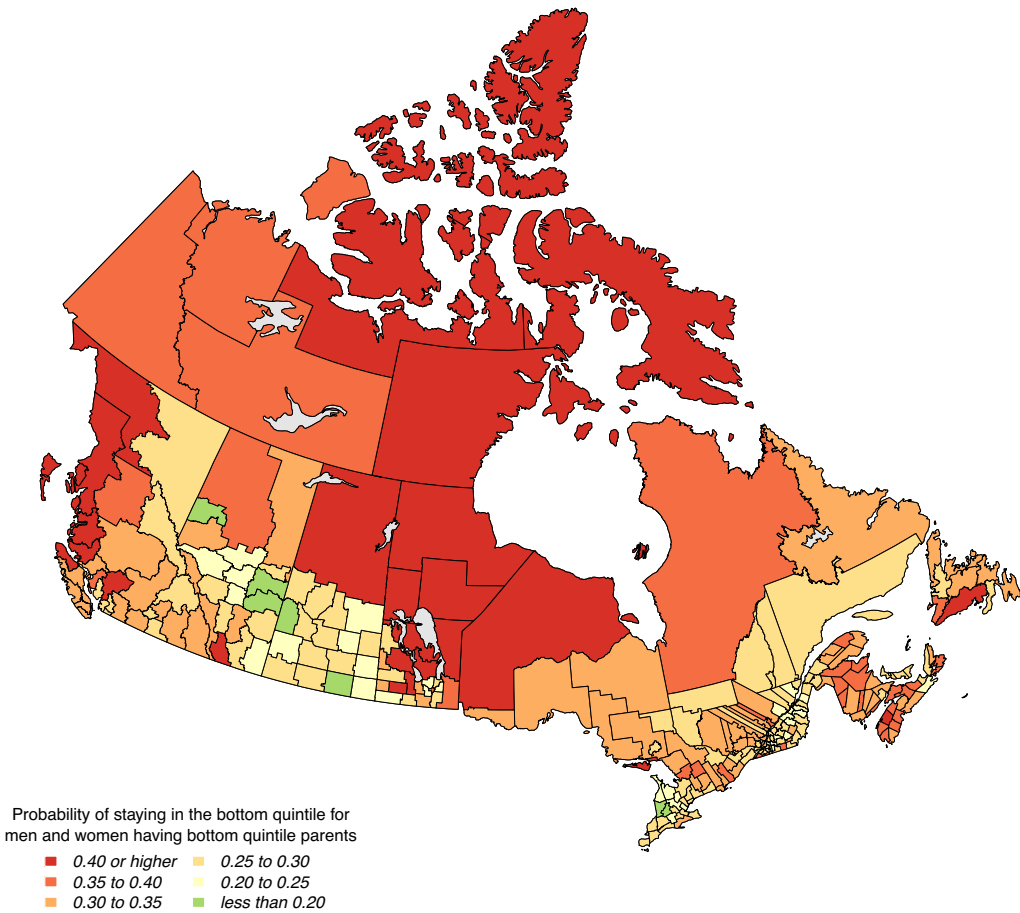 Probability of staying in the bottom quintile for
men and women having bottom quintile parents
0.40 or higher 0.25 to 0.30
0.35 to 0.40 0.20 to 0.25
0.30 to 0.35 less than 0.20